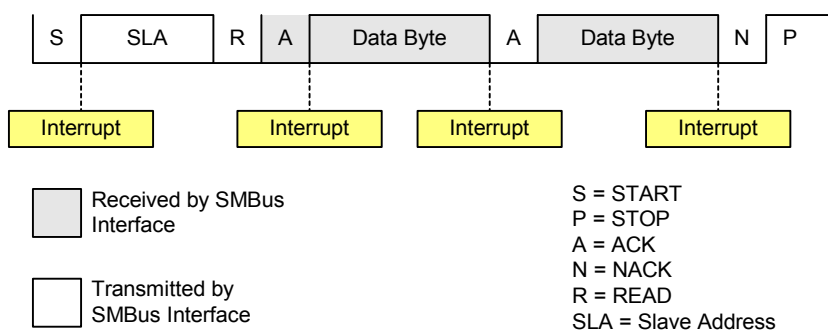 S SLA R A Data Byte A Data Byte N P
Interrupt Interrupt Interrupt Interrupt
Received by SMBus
Interface
Transmitted by
SMBus Interface
S = START
P = STOP
A = ACK
N = NACK
R = READ
SLA = Slave Address